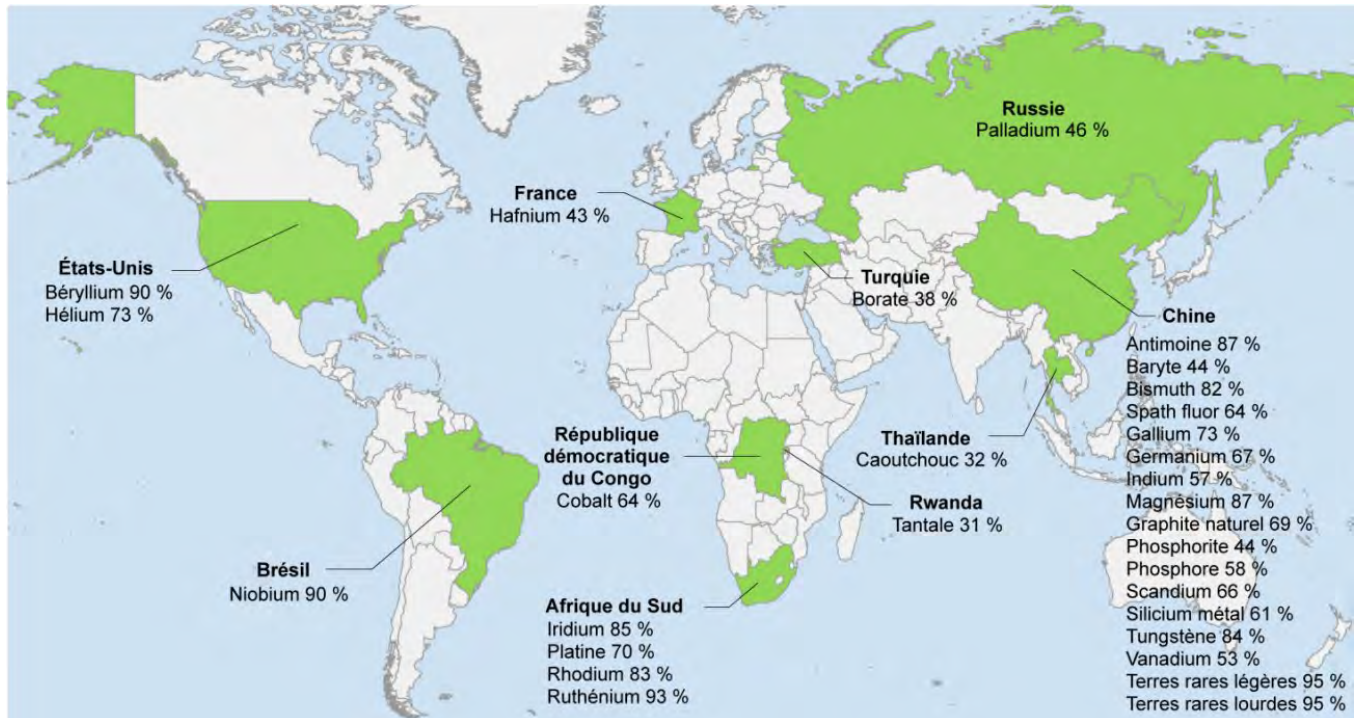 Russie
Palladium 46 %
France
Hafnium 43 %
États-Unis
Béryllium 90 %
Hélium 73 %
Turquie
Borate 38 %
Chine
Antimoine 87 %
Baryte 44 %
Bismuth 82 %
Spath fluor 64 %
Gallium 73 %
Germanium 67 %
Indium 57 %
Magnésium 87 %
Graphite naturel 69 %
Phosphorite 44 %
Phosphore 58 %
Scandium 66 %
Silicium métal 61 %
Tungstène 84 %
Vanadium 53 %
Terres rares légères 95 %
Terres rares lourdes 95 %
Thaïlande
Caoutchouc 32 %
République
démocratique
du Congo
Cobalt 64 %
Rwanda
Tantale 31 %
Brésil
Niobium 90 %
Afrique du Sud
Iridium 85 %
Platine 70 %
Rhodium 83 %
Ruthénium 93 %